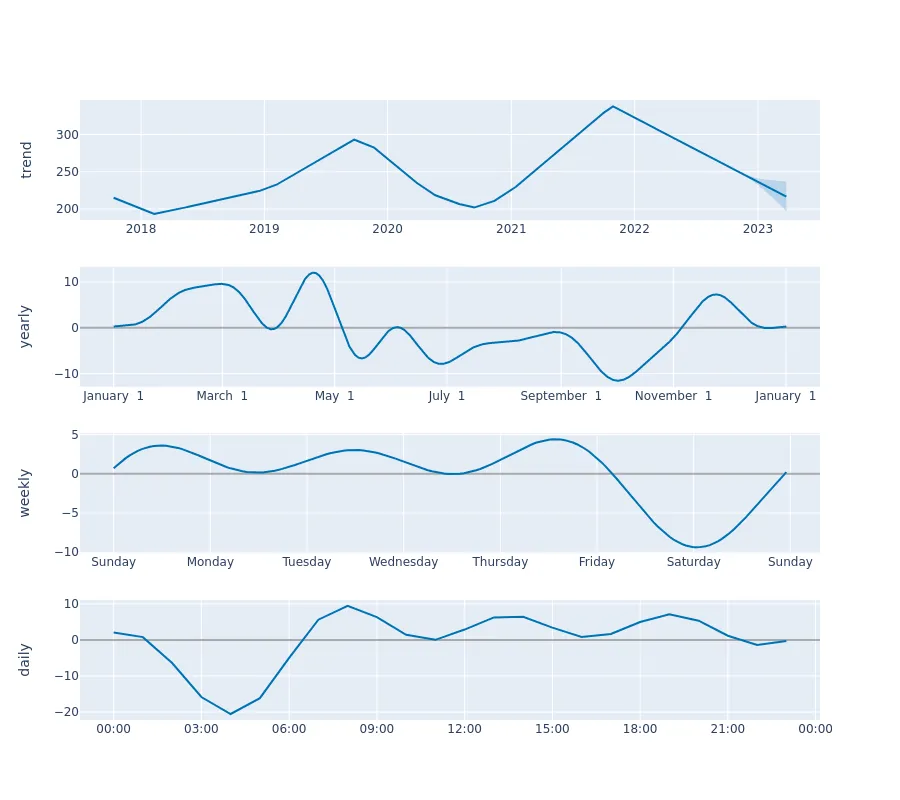 trend
300
250
200
2018 2019 2020 2021 2022 2023
yearly
10
0
−10
January 1 March 1 May 1 July 1 September 1 November 1 January 1
weekly
5
0
−5
−10
Sunday Monday Tuesday Wednesday Thursday Friday Saturday Sunday
daily
10
0
−10
−20
00:00 03:00 06:00 09:00 12:00 15:00 18:00 21:00 00:00